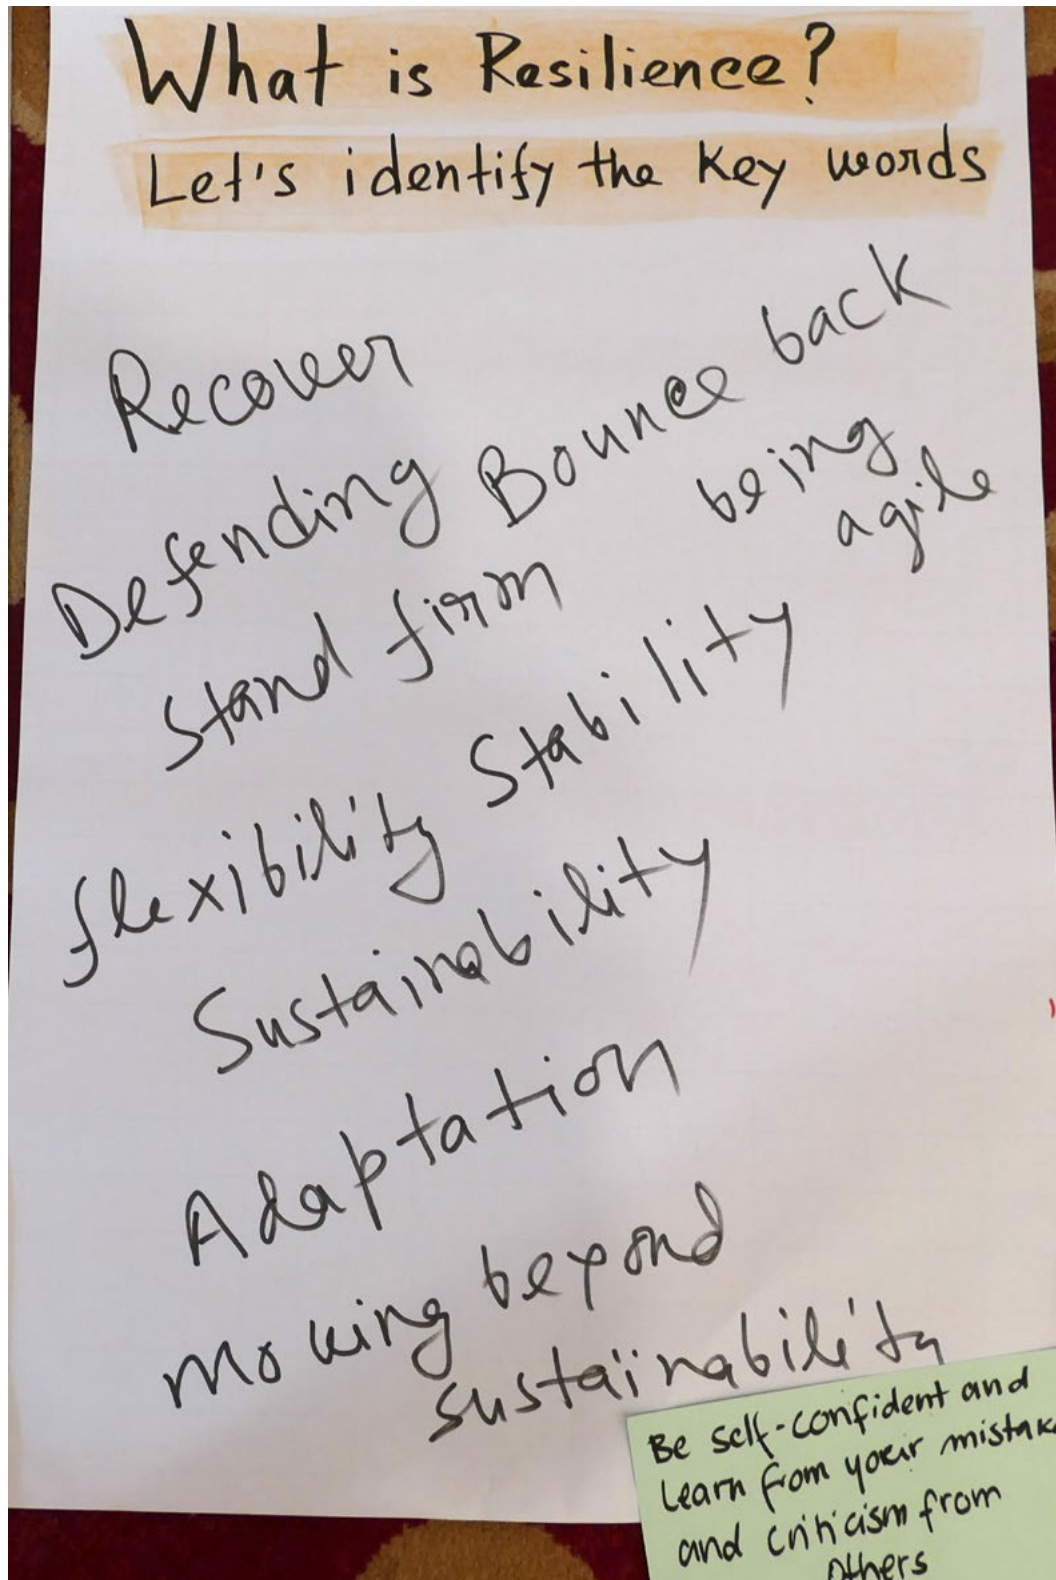 What is Resilience?
Let's identify the key words
Recover
Defending Bounce back
Stand firm
being
agile
flexibility Stability
Sustainability
Adaptation
moving beyond
sustainability
Be self-confident and
Learn from your
and criticism from
others